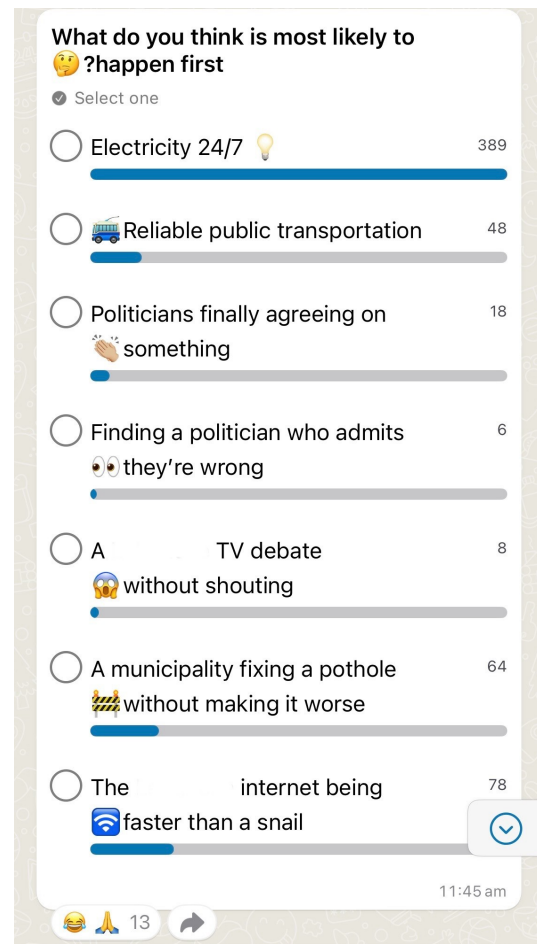 What do you think is most likely to
🤔 ?happen first
Select one
Electricity 24/7 💡 389
🚎Reliable public transportation 48
Politicians finally agreeing on 18
👏🏼something
Finding a politician who admits 6
👀they’re wrong
A TV debate 8
😱without shouting
A municipality fixing a pothole 64
🚧without making it worse
The internet being 78
🛜faster than a snail
11:45 am
😂 🙏 13